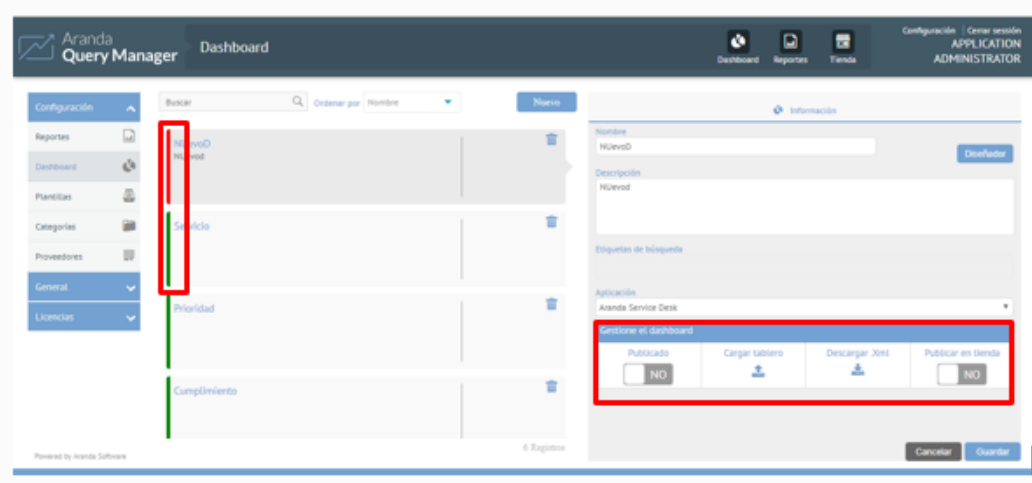 Aranda
Query Manager
Dashboard
Dashboard
Reportes
Tienda
Configuración
Cerrar sesión
APPLICATION
ADMINISTRATOR
Configuración
Reportes
Dashboard
Plantillas
Categorías
Proveedores
General
Licencias
Powered by Aranda Software
Buscar
Ordenar por
Nombre
Nuevo
NUevoD
NUevod
Servicio
Prioridad
Cumplimiento
6 Registros
Información
Nombre
NUevoD
Diseñador
Descripción
NUevod
Etiquetas de búsqueda
Aplicación
Aranda Service Desk
Gestione el dashboard
Publicado
Cargar tablero
Descargar Xml
Publicar en tienda
NO
NO
Cancelar
Guardar